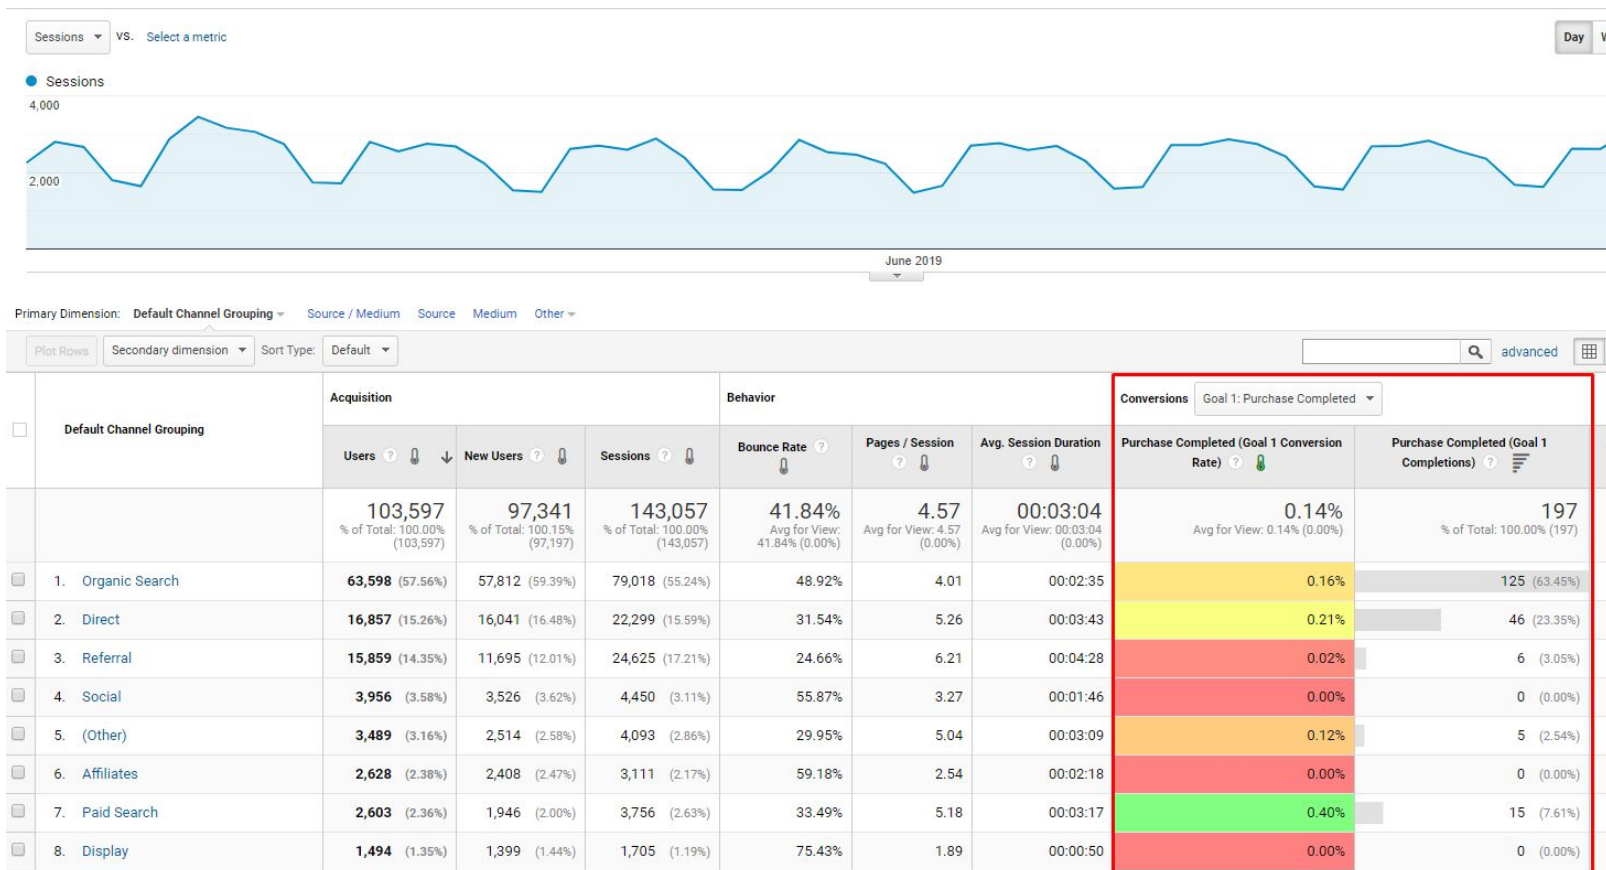 Sessions VS. Select a metric Day
Sessions
4,000
2,000
June 2019
Primary Dimension: Default Channel Grouping Source / Medium Source Medium Other
Plot Rows Secondary dimension Sort Type: Default advanced
Default Channel Grouping Acquisition Behavior Conversions Goal 1: Purchase Completed
Users ? New Users ? Sessions ? Bounce Rate ? Pages / Session ? Avg. Session Duration ? Purchase Completed (Goal 1 Conversion Rate) ? Purchase Completed (Goal 1 Completions) ?
103,597 97,341 143,057 41.84% 4.57 00:03:04 0.14% 197
% of Total: 100.00% (103,597) % of Total: 100.15% (97,197) % of Total: 100.00% (143,057) Avg for View: 41.84% (0.00%) Avg for View: 4.57 (0.00%) Avg for View: 00:03:04 (0.00%) Avg for View: 0.14% (0.00%) % of Total: 100.00% (197)
1. Organic Search 63,598 (57.56%) 57,812 (59.39%) 79,018 (55.24%) 48.92% 4.01 00:02:35 0.16% 125 (63.45%)
2. Direct 16,857 (15.26%) 16,041 (16.48%) 22,299 (15.59%) 31.54% 5.26 00:03:43 0.21% 46 (23.35%)
3. Referral 15,859 (14.35%) 11,695 (12.01%) 24,625 (17.21%) 24.66% 6.21 00:04:28 0.02% 6 (3.05%)
4. Social 3,956 (3.58%) 3,526 (3.62%) 4,450 (3.11%) 55.87% 3.27 00:01:46 0.00% 0 (0.00%)
5. (Other) 3,489 (3.16%) 2,514 (2.58%) 4,093 (2.86%) 29.95% 5.04 00:03:09 0.12% 5 (2.54%)
6. Affiliates 2,628 (2.38%) 2,408 (2.47%) 3,111 (2.17%) 59.18% 2.54 00:02:18 0.00% 0 (0.00%)
7. Paid Search 2,603 (2.36%) 1,946 (2.00%) 3,756 (2.63%) 33.49% 5.18 00:03:17 0.40% 15 (7.61%)
8. Display 1,494 (1.35%) 1,399 (1.44%) 1,705 (1.19%) 75.43% 1.89 00:00:50 0.00% 0 (0.00%)